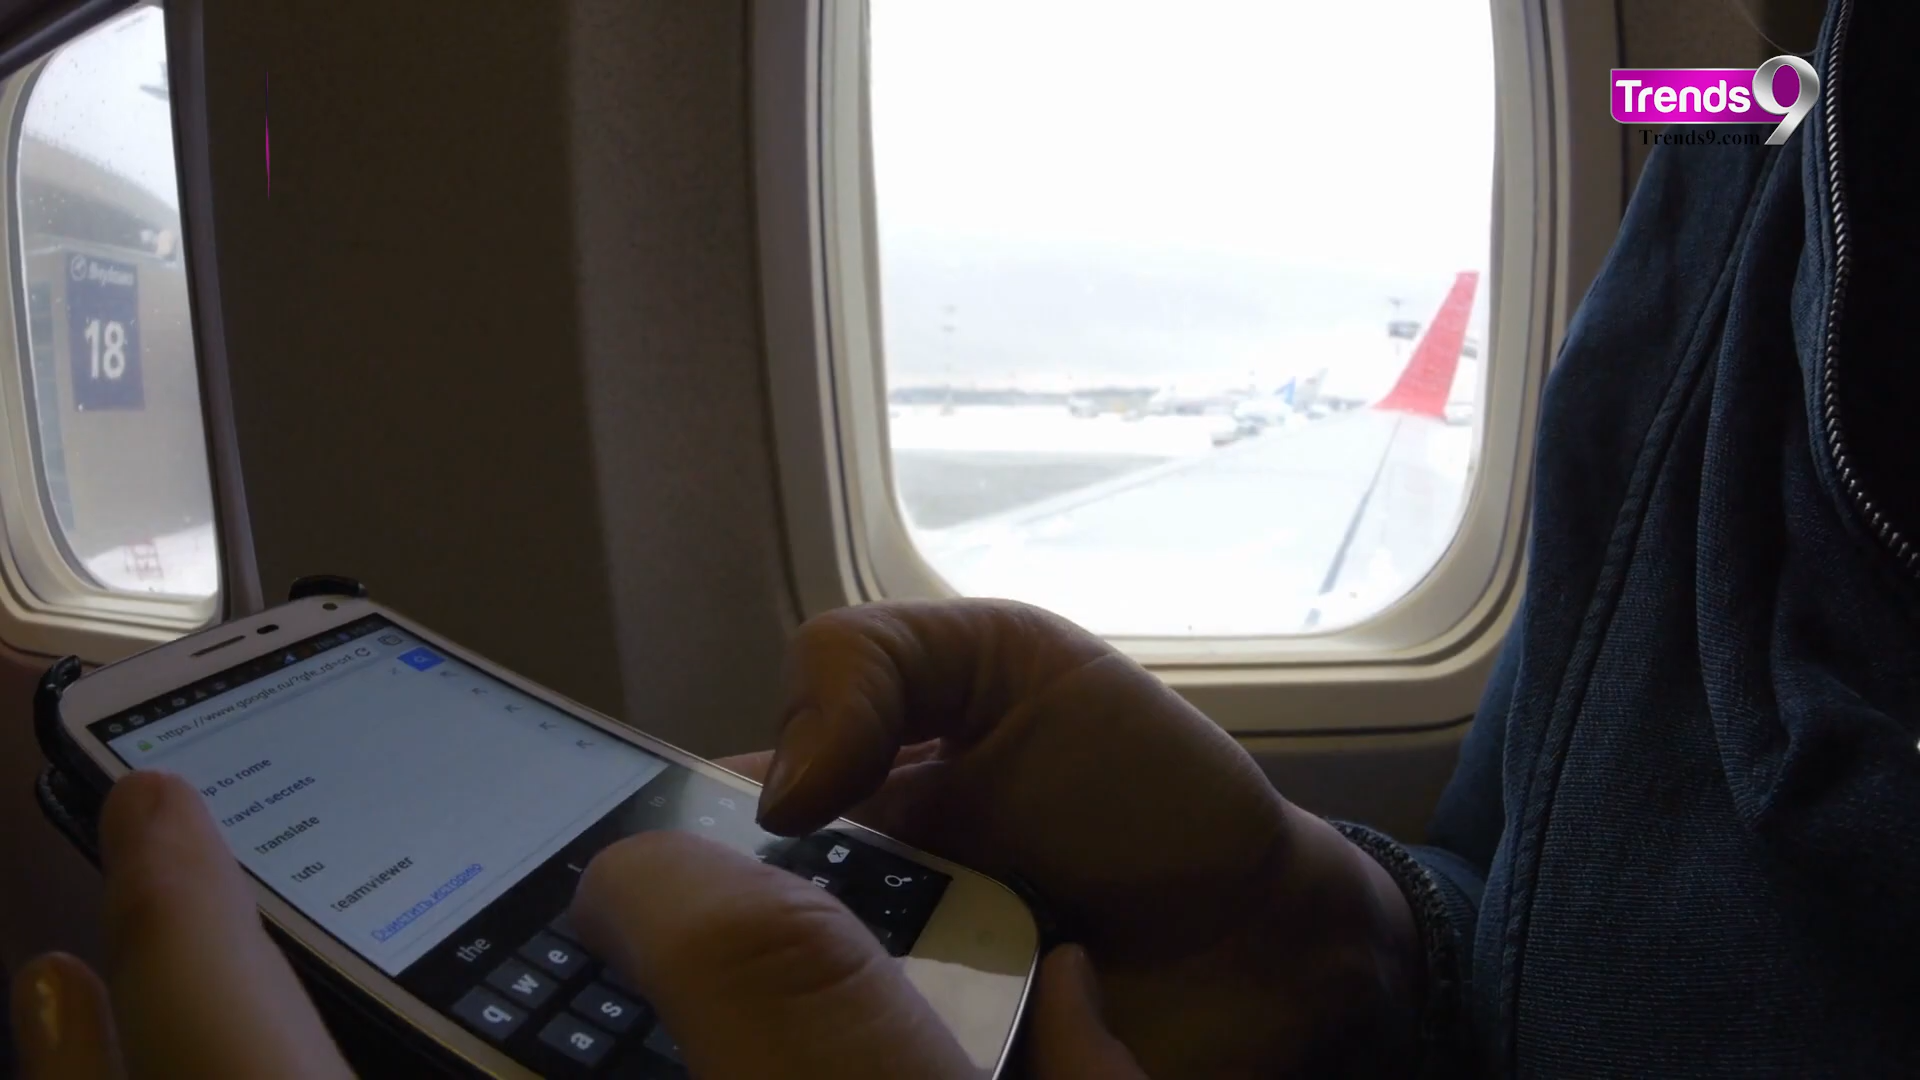 Trends9
Trends9.com
18
https://www.google.ru/?gfe_rd=cr
ip to rome
travel secrets
translate
tutu
teamviewer
Очистить историю
the
q w e
a s